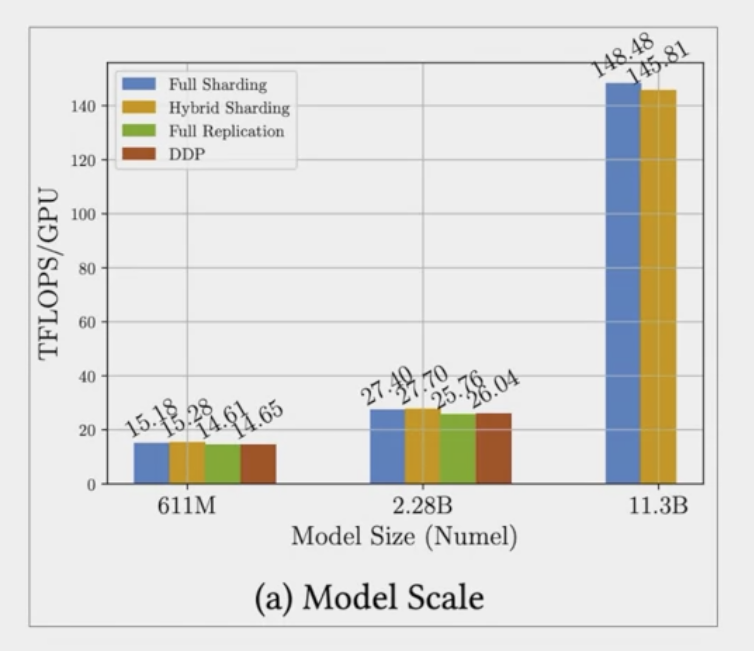 148.48
145.81
Full Sharding
Hybrid Sharding
Full Replication
DDP
140
120
100
80
60
40
20
0
TFLOPS/GPU
15.18
15.28
14.61
14.65
27.40
27.70
25.76
26.04
611M
2.28B
11.3B
Model Size (Numel)
(a) Model Scale